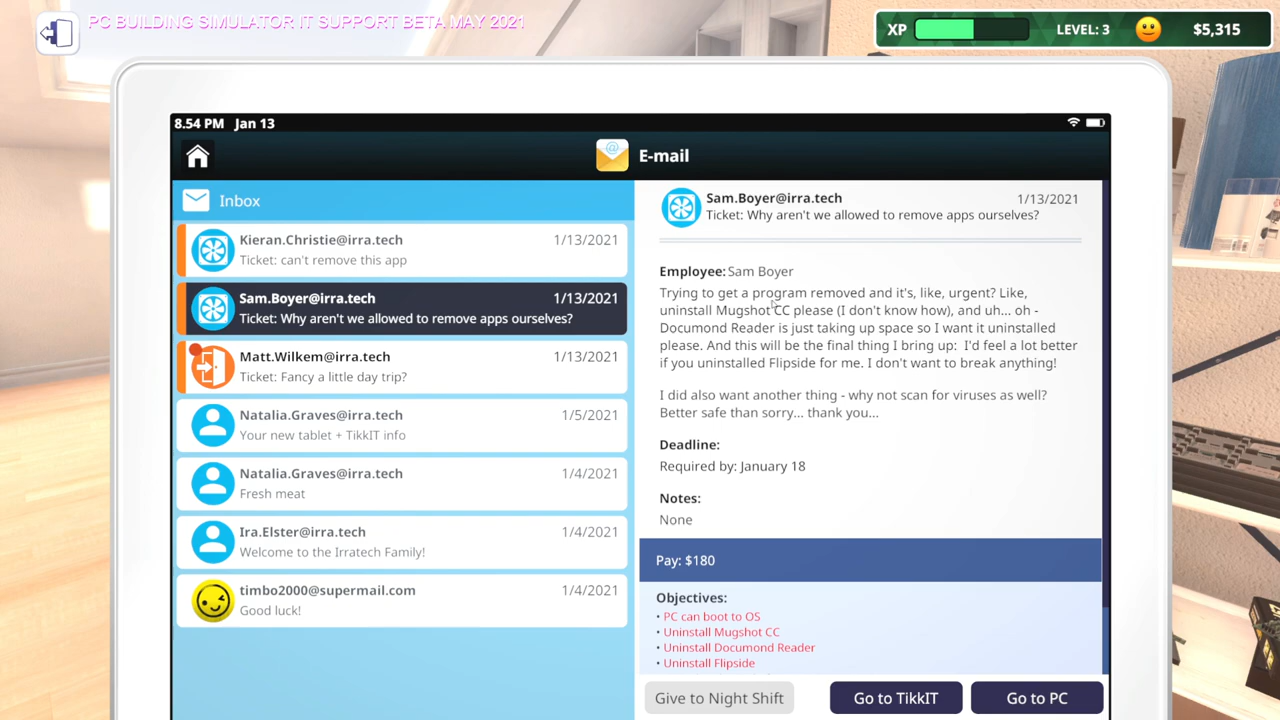 PC BUILDING SIMULATOR IT SUPPORT BETA MAY 2021
XP
LEVEL: 3
$5,315
8.54 PM Jan 13
E-mail
Inbox
Kieran.Christie@irra.tech 1/13/2021
Ticket: can't remove this app
Sam.Boyer@irra.tech 1/13/2021
Ticket: Why aren't we allowed to remove apps ourselves?
Matt.Wilkem@irra.tech 1/13/2021
Ticket: Fancy a little day trip?
Natalia.Graves@irra.tech 1/5/2021
Your new tablet + TikkIT info
Natalia.Graves@irra.tech 1/4/2021
Fresh meat
Ira.Elster@irra.tech 1/4/2021
Welcome to the Irratech Family!
timbo2000@supermail.com 1/4/2021
Good luck!
Sam.Boyer@irra.tech 1/13/2021
Ticket: Why aren't we allowed to remove apps ourselves?
Employee: Sam Boyer
Trying to get a program removed and it's, like, urgent? Like,
uninstall Mugshot CC please (I don't know how), and uh... oh -
Documond Reader is just taking up space so I want it uninstalled
please. And this will be the final thing I bring up: I'd feel a lot better
if you uninstalled Flipside for me. I don't want to break anything!
I did also want another thing - why not scan for viruses as well?
Better safe than sorry... thank you...
Deadline:
Required by: January 18
Notes:
None
Pay: $180
Objectives:
• PC can boot to OS
• Uninstall Mugshot CC
• Uninstall Documond Reader
• Uninstall Flipside
Give to Night Shift
Go to TikkIT
Go to PC